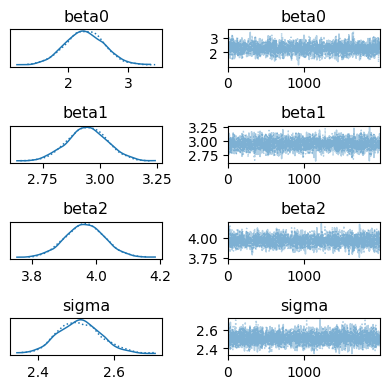 beta0 beta0
3
2
2 3 0 1000
beta1 beta1
3.25
3.00
2.75
2.75 3.00 3.25 0 1000
beta2 beta2
4.00
3.75
3.8 4.0 4.2 0 1000
sigma sigma
2.6
2.4
2.4 2.6 0 1000